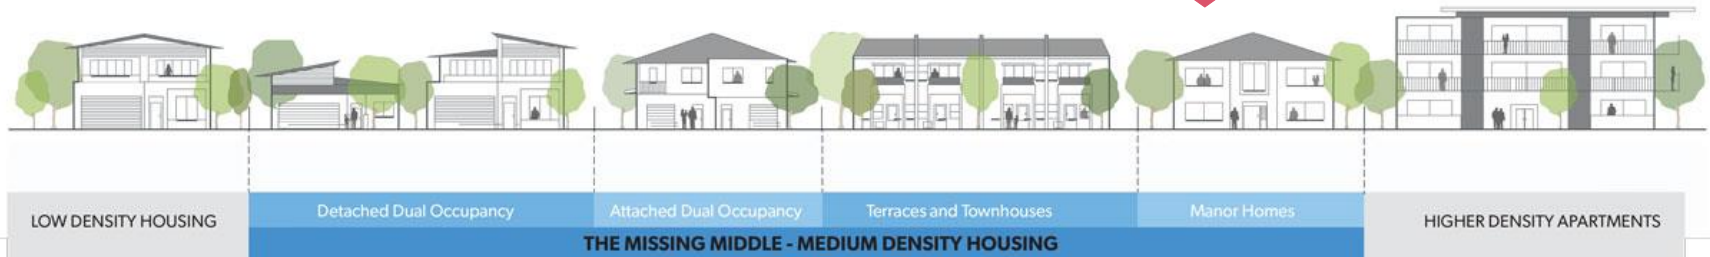 LOW DENSITY HOUSING
Detached Dual Occupancy
Attached Dual Occupancy
Terraces and Townhouses
Manor Homes
HIGHER DENSITY APARTMENTS
THE MISSING MIDDLE - MEDIUM DENSITY HOUSING